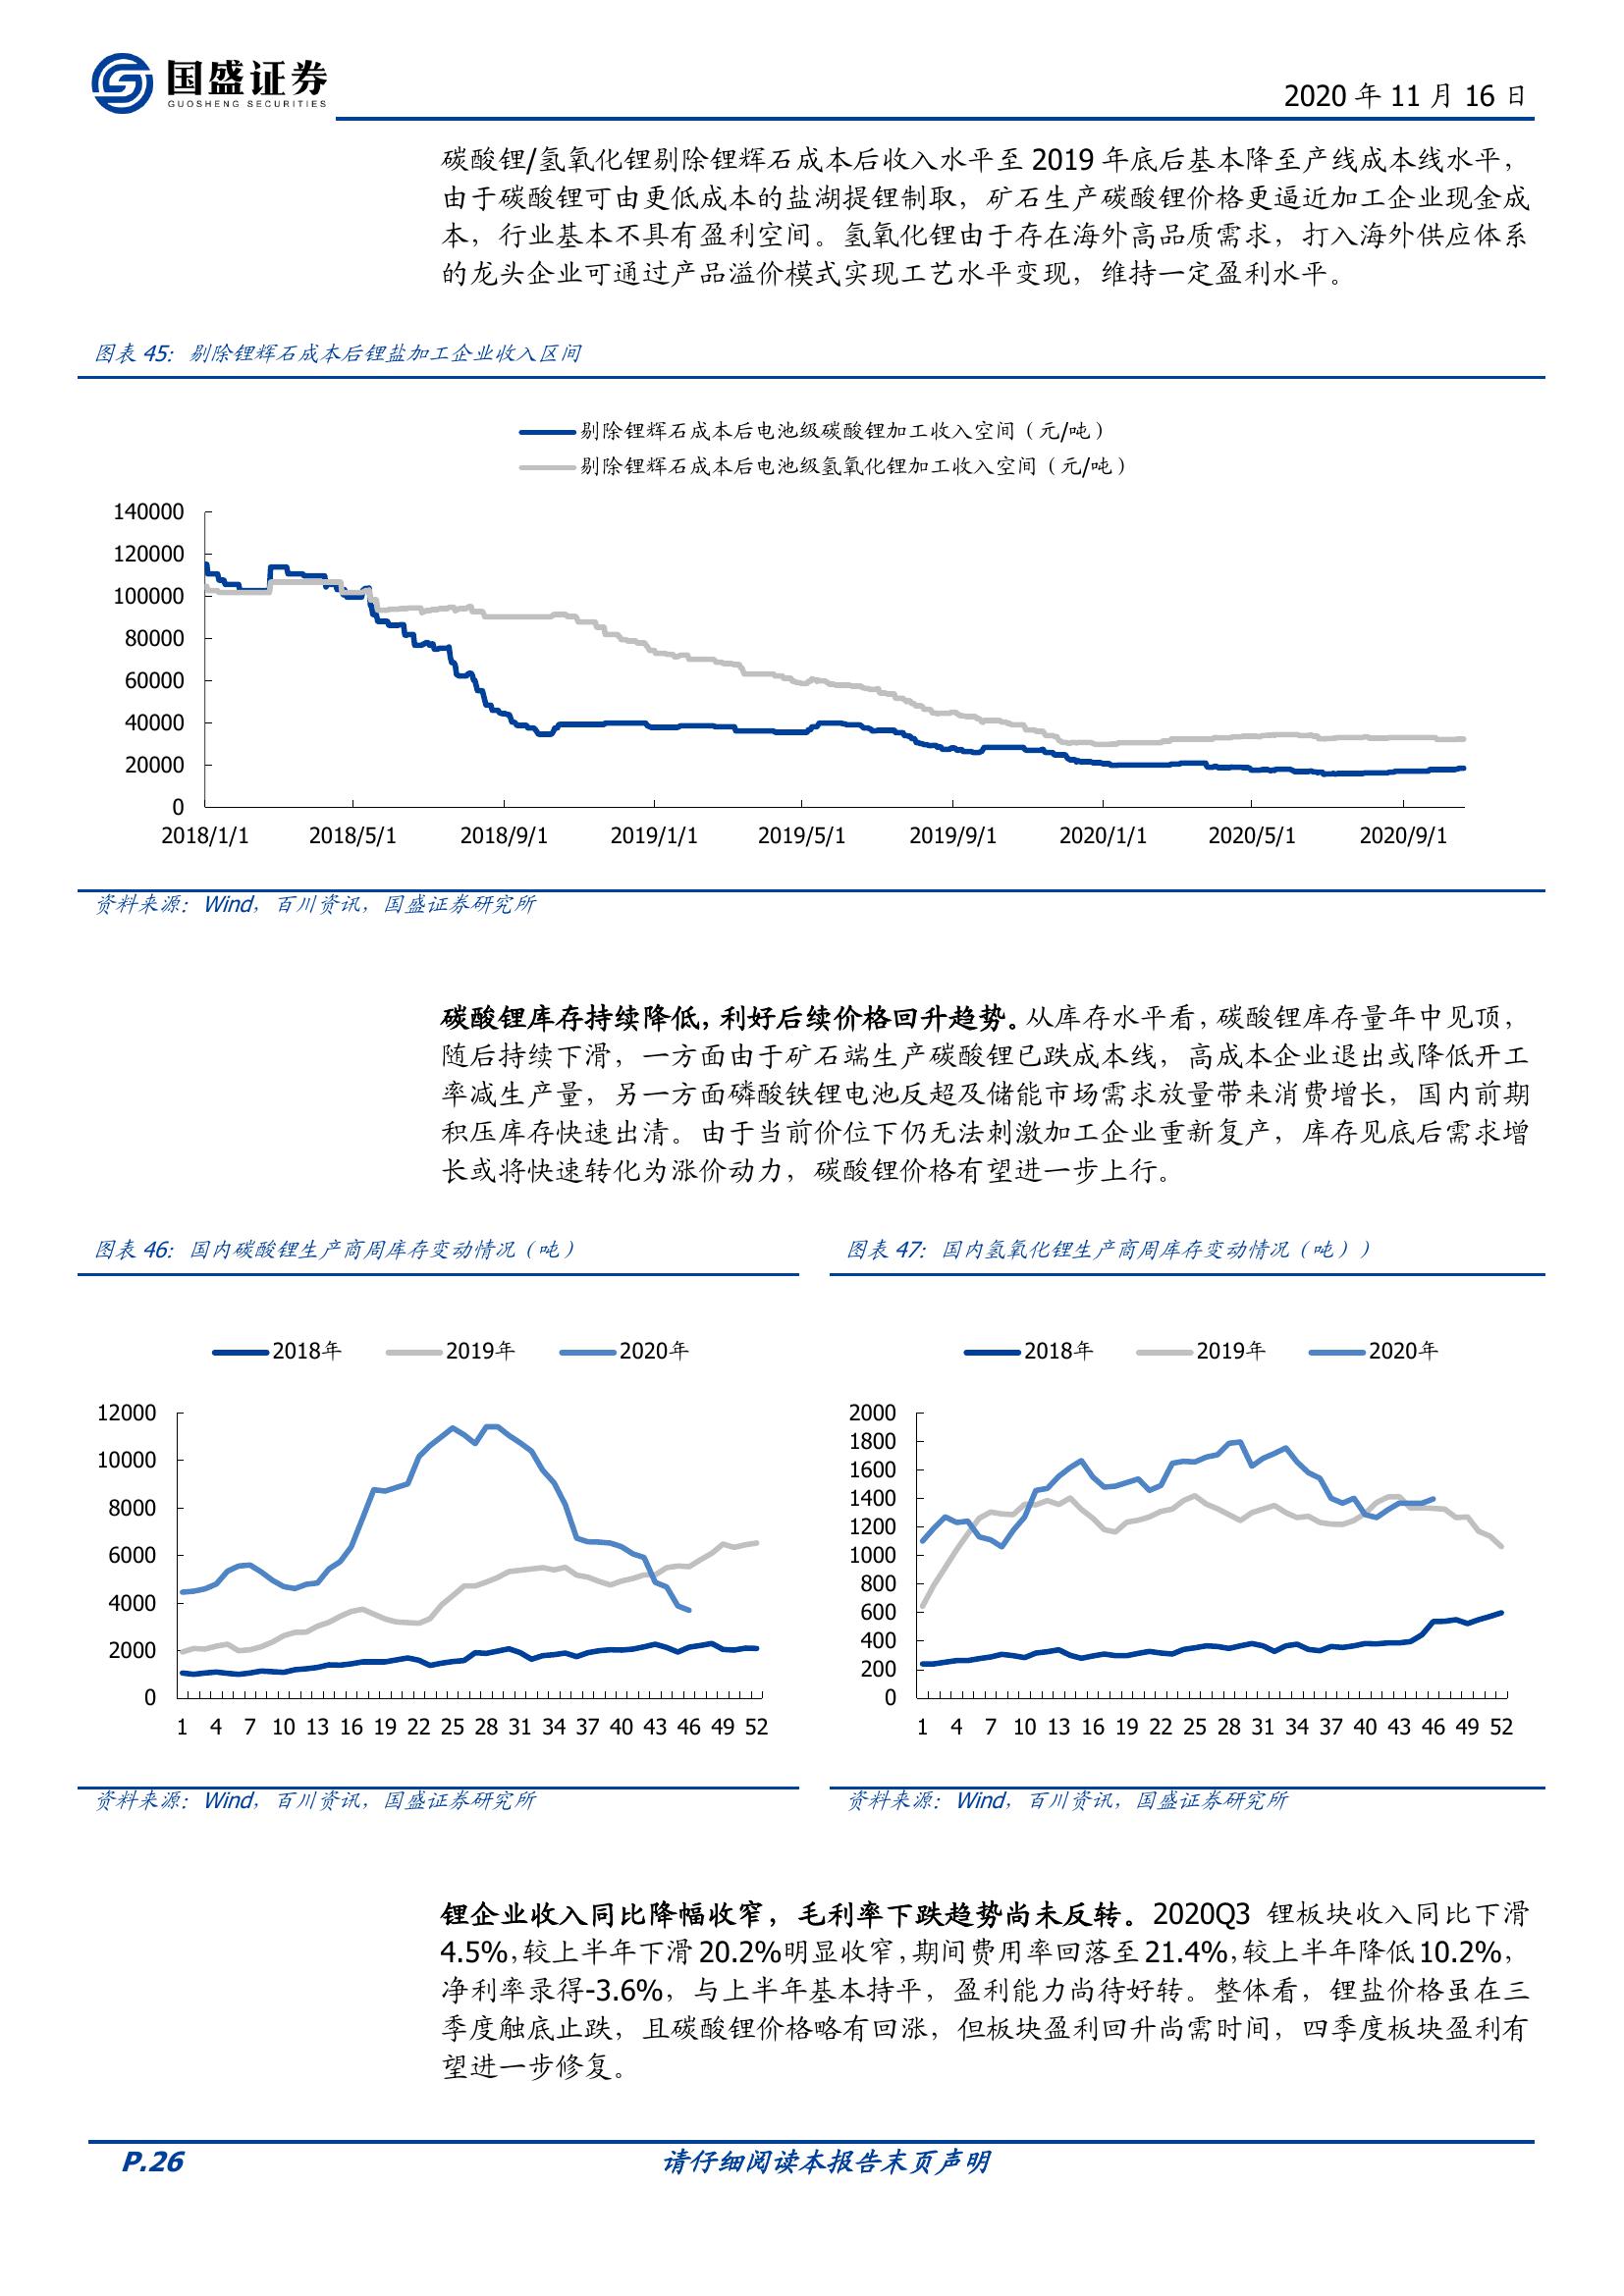 国盛证券
GUOSHENG SECURITIES
2020 年 11 月 16 日
碳酸锂/氢氧化锂剔除锂辉石成本后收入水平至 2019 年底后基本降至产线成本线水平，
由于碳酸锂可由更低成本的盐湖提锂制取，矿石生产碳酸锂价格更逼近加工企业现金成
本，行业基本不具有盈利空间。氢氧化锂由于存在海外高品质需求，打入海外供应体系
的龙头企业可通过产品溢价模式实现工艺水平变现，维持一定盈利水平。
图表 45：剔除锂辉石成本后锂盐加工企业收入区间
剔除锂辉石成本后电池级碳酸锂加工收入空间（元/吨）
剔除锂辉石成本后电池级氢氧化锂加工收入空间（元/吨）
140000
120000
100000
80000
60000
40000
20000
0
2018/1/1 2018/5/1 2018/9/1 2019/1/1 2019/5/1 2019/9/1 2020/1/1 2020/5/1 2020/9/1
资料来源：Wind，百川资讯，国盛证券研究所
碳酸锂库存持续降低，利好后续价格回升趋势。从库存水平看，碳酸锂库存量年中见顶，
随后持续下滑，一方面由于矿石端生产碳酸锂已跌成本线，高成本企业退出或降低开工
率减生产量，另一方面磷酸铁锂电池反超及储能市场需求放量带来消费增长，国内前期
积压库存快速出清。由于当前价位下仍无法刺激加工企业重新复产，库存见底后需求增
长或将快速转化为涨价动力，碳酸锂价格有望进一步上行。
图表 46：国内碳酸锂生产商周库存变动情况（吨）
2018年 2019年 2020年
12000
10000
8000
6000
4000
2000
0
1 4 7 10 13 16 19 22 25 28 31 34 37 40 43 46 49 52
资料来源：Wind，百川资讯，国盛证券研究所
图表 47：国内氢氧化锂生产商周库存变动情况（吨））
2018年 2019年 2020年
2000
1800
1600
1400
1200
1000
800
600
400
200
0
1 4 7 10 13 16 19 22 25 28 31 34 37 40 43 46 49 52
资料来源：Wind，百川资讯，国盛证券研究所
锂企业收入同比降幅收窄，毛利率下跌趋势尚未反转。2020Q3 锂板块收入同比下滑
4.5%，较上半年下滑 20.2%明显收窄，期间费用率回落至 21.4%，较上半年降低 10.2%，
净利率录得-3.6%，与上半年基本持平，盈利能力尚待好转。整体看，锂盐价格虽在三
季度触底止跌，且碳酸锂价格略有回涨，但板块盈利回升尚需时间，四季度板块盈利有
望进一步修复。
P.26
请仔细阅读本报告末页声明